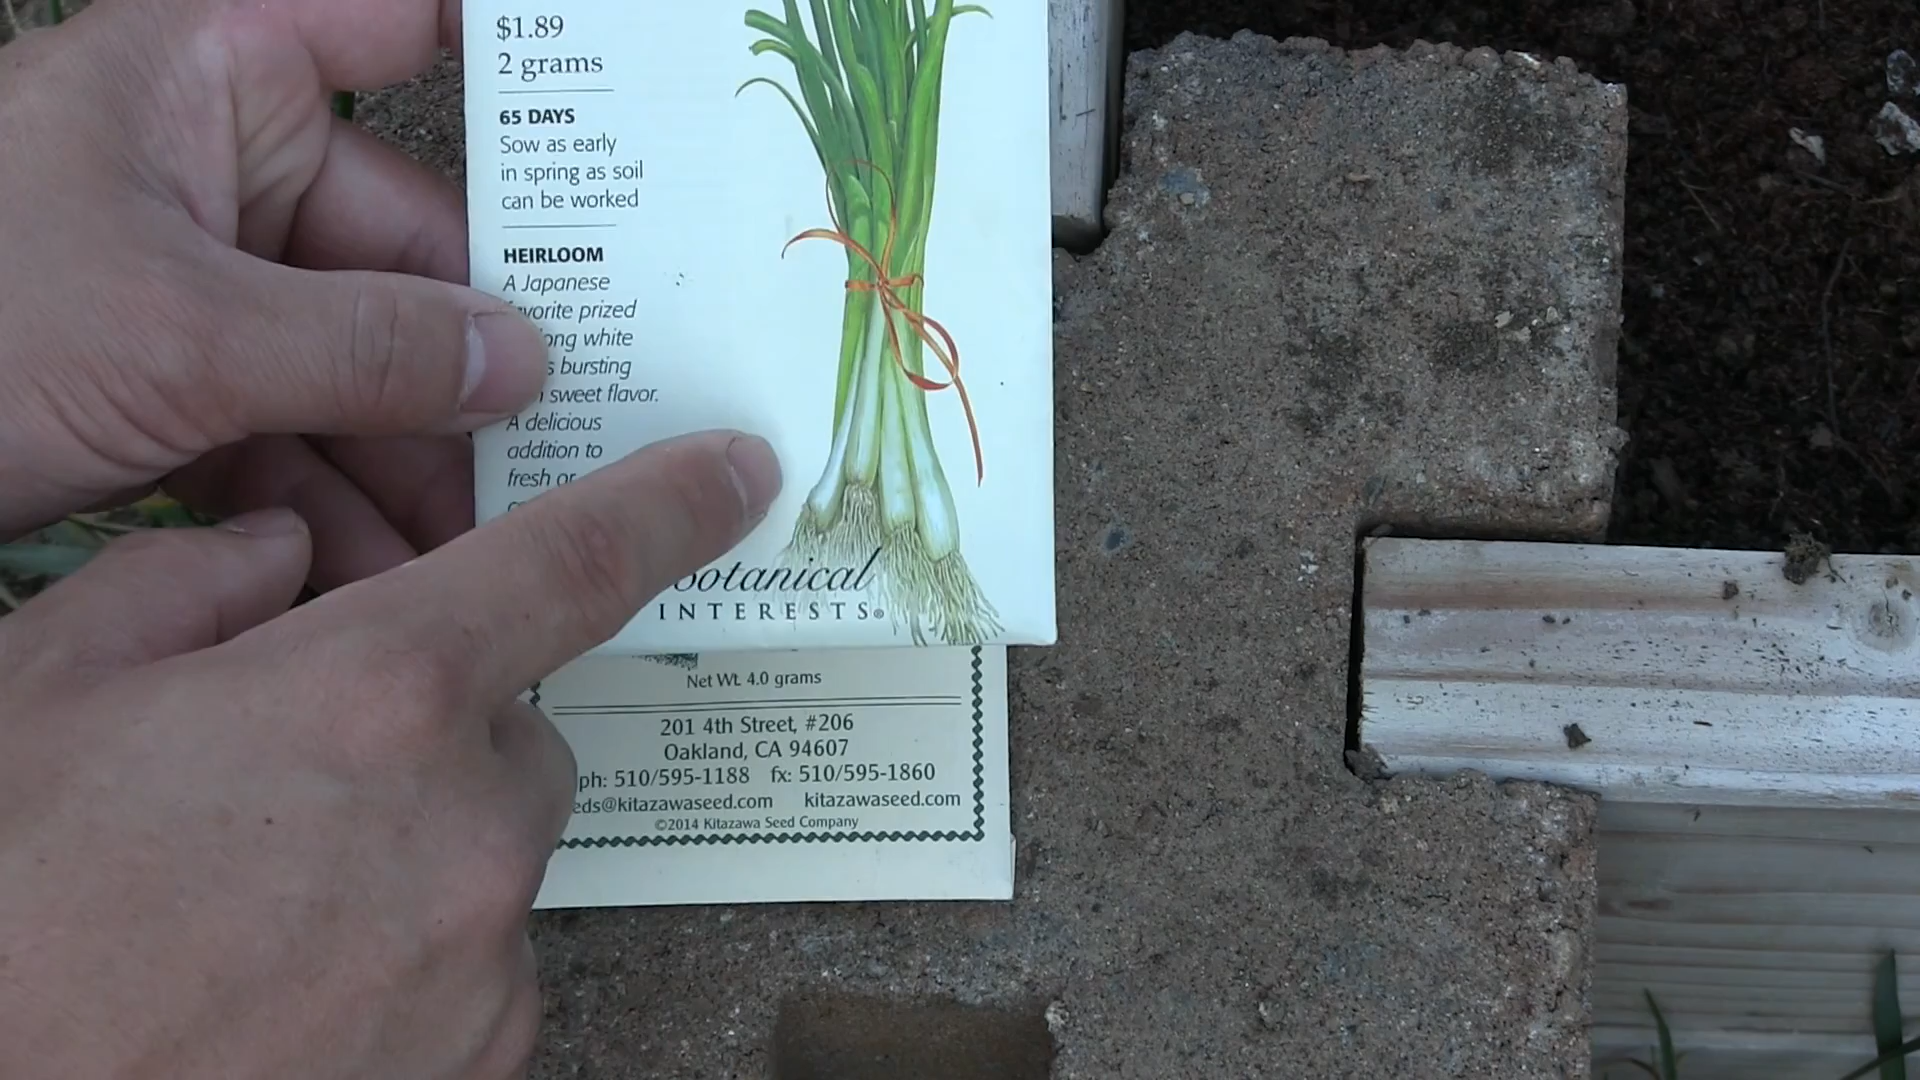 $1.89
2 grams
65 DAYS
Sow as early
in spring as soil
can be worked
HEIRLOOM
A Japanese
prized
white
bursting
sweet flavor.
A delicious
addition to
fresh or
botanical
INTERESTS®
Net Wt. 4.0 grams
201 4th Street, #206
Oakland, CA 94607
ph: 510/595-1188 fx: 510/595-1860
eds@kitazawaseed.com kitazawaseed.com
©2014 Kitazawa Seed Company